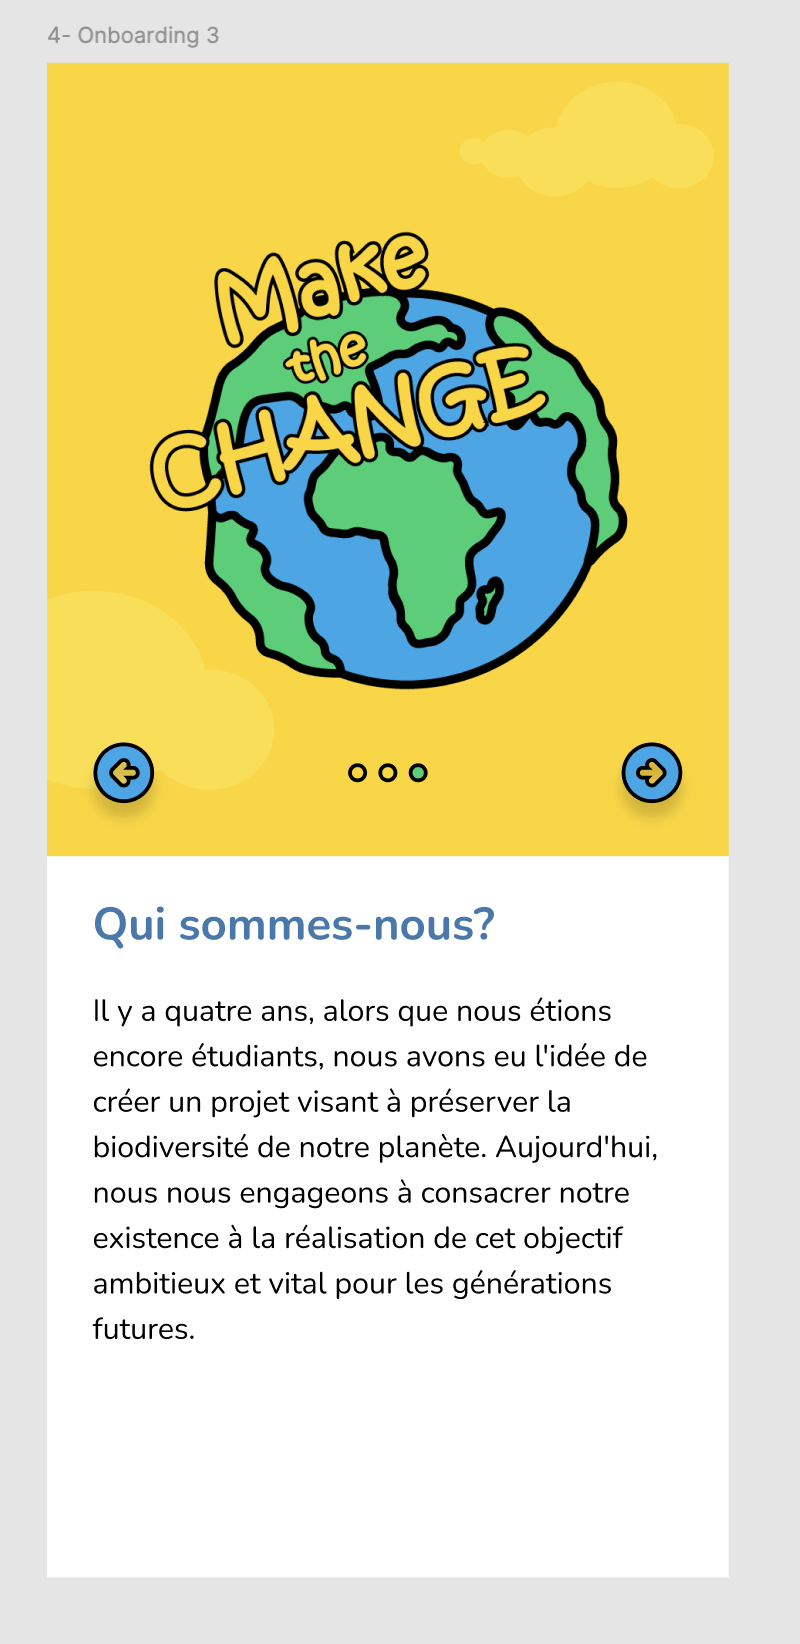 4- Onboarding 3
Make
the
CHANGE
Qui sommes-nous?
Il y a quatre ans, alors que nous étions
encore étudiants, nous avons eu l'idée de
créer un projet visant à préserver la
biodiversité de notre planète. Aujourd'hui,
nous nous engageons à consacrer notre
existence à la réalisation de cet objectif
ambitieux et vital pour les générations
futures.